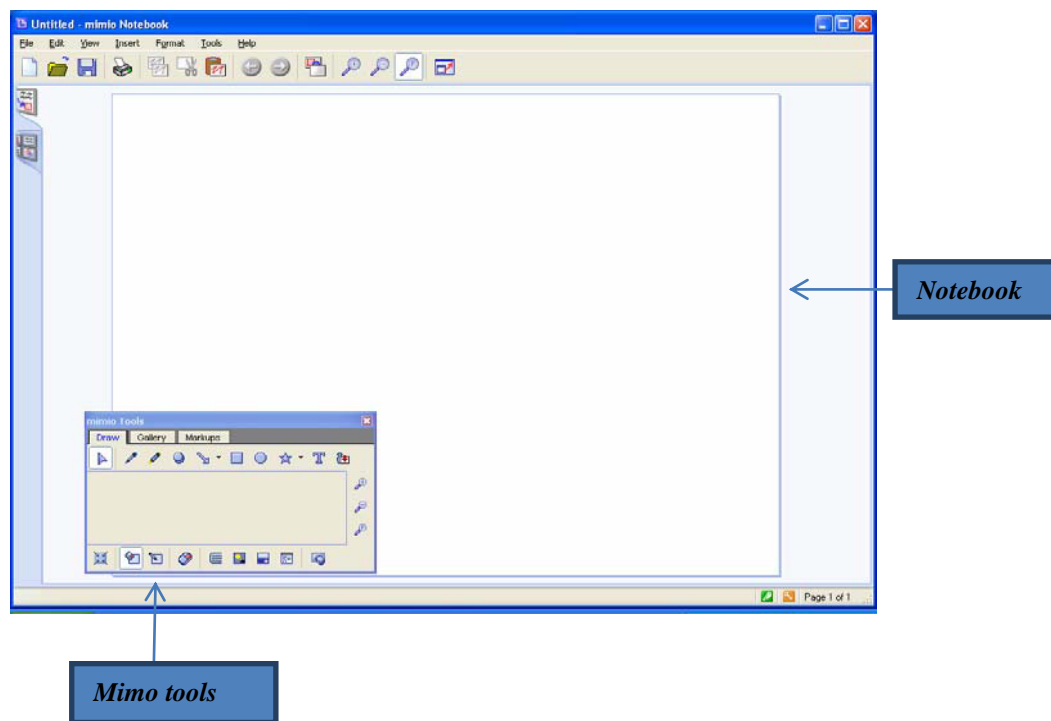 Untitled - mimio Notebook
File Edit View Insert Format Tools Help
Notebook
mimio Tools
Draw Gallery Markups
T
Page 1 of 1
Mimo tools